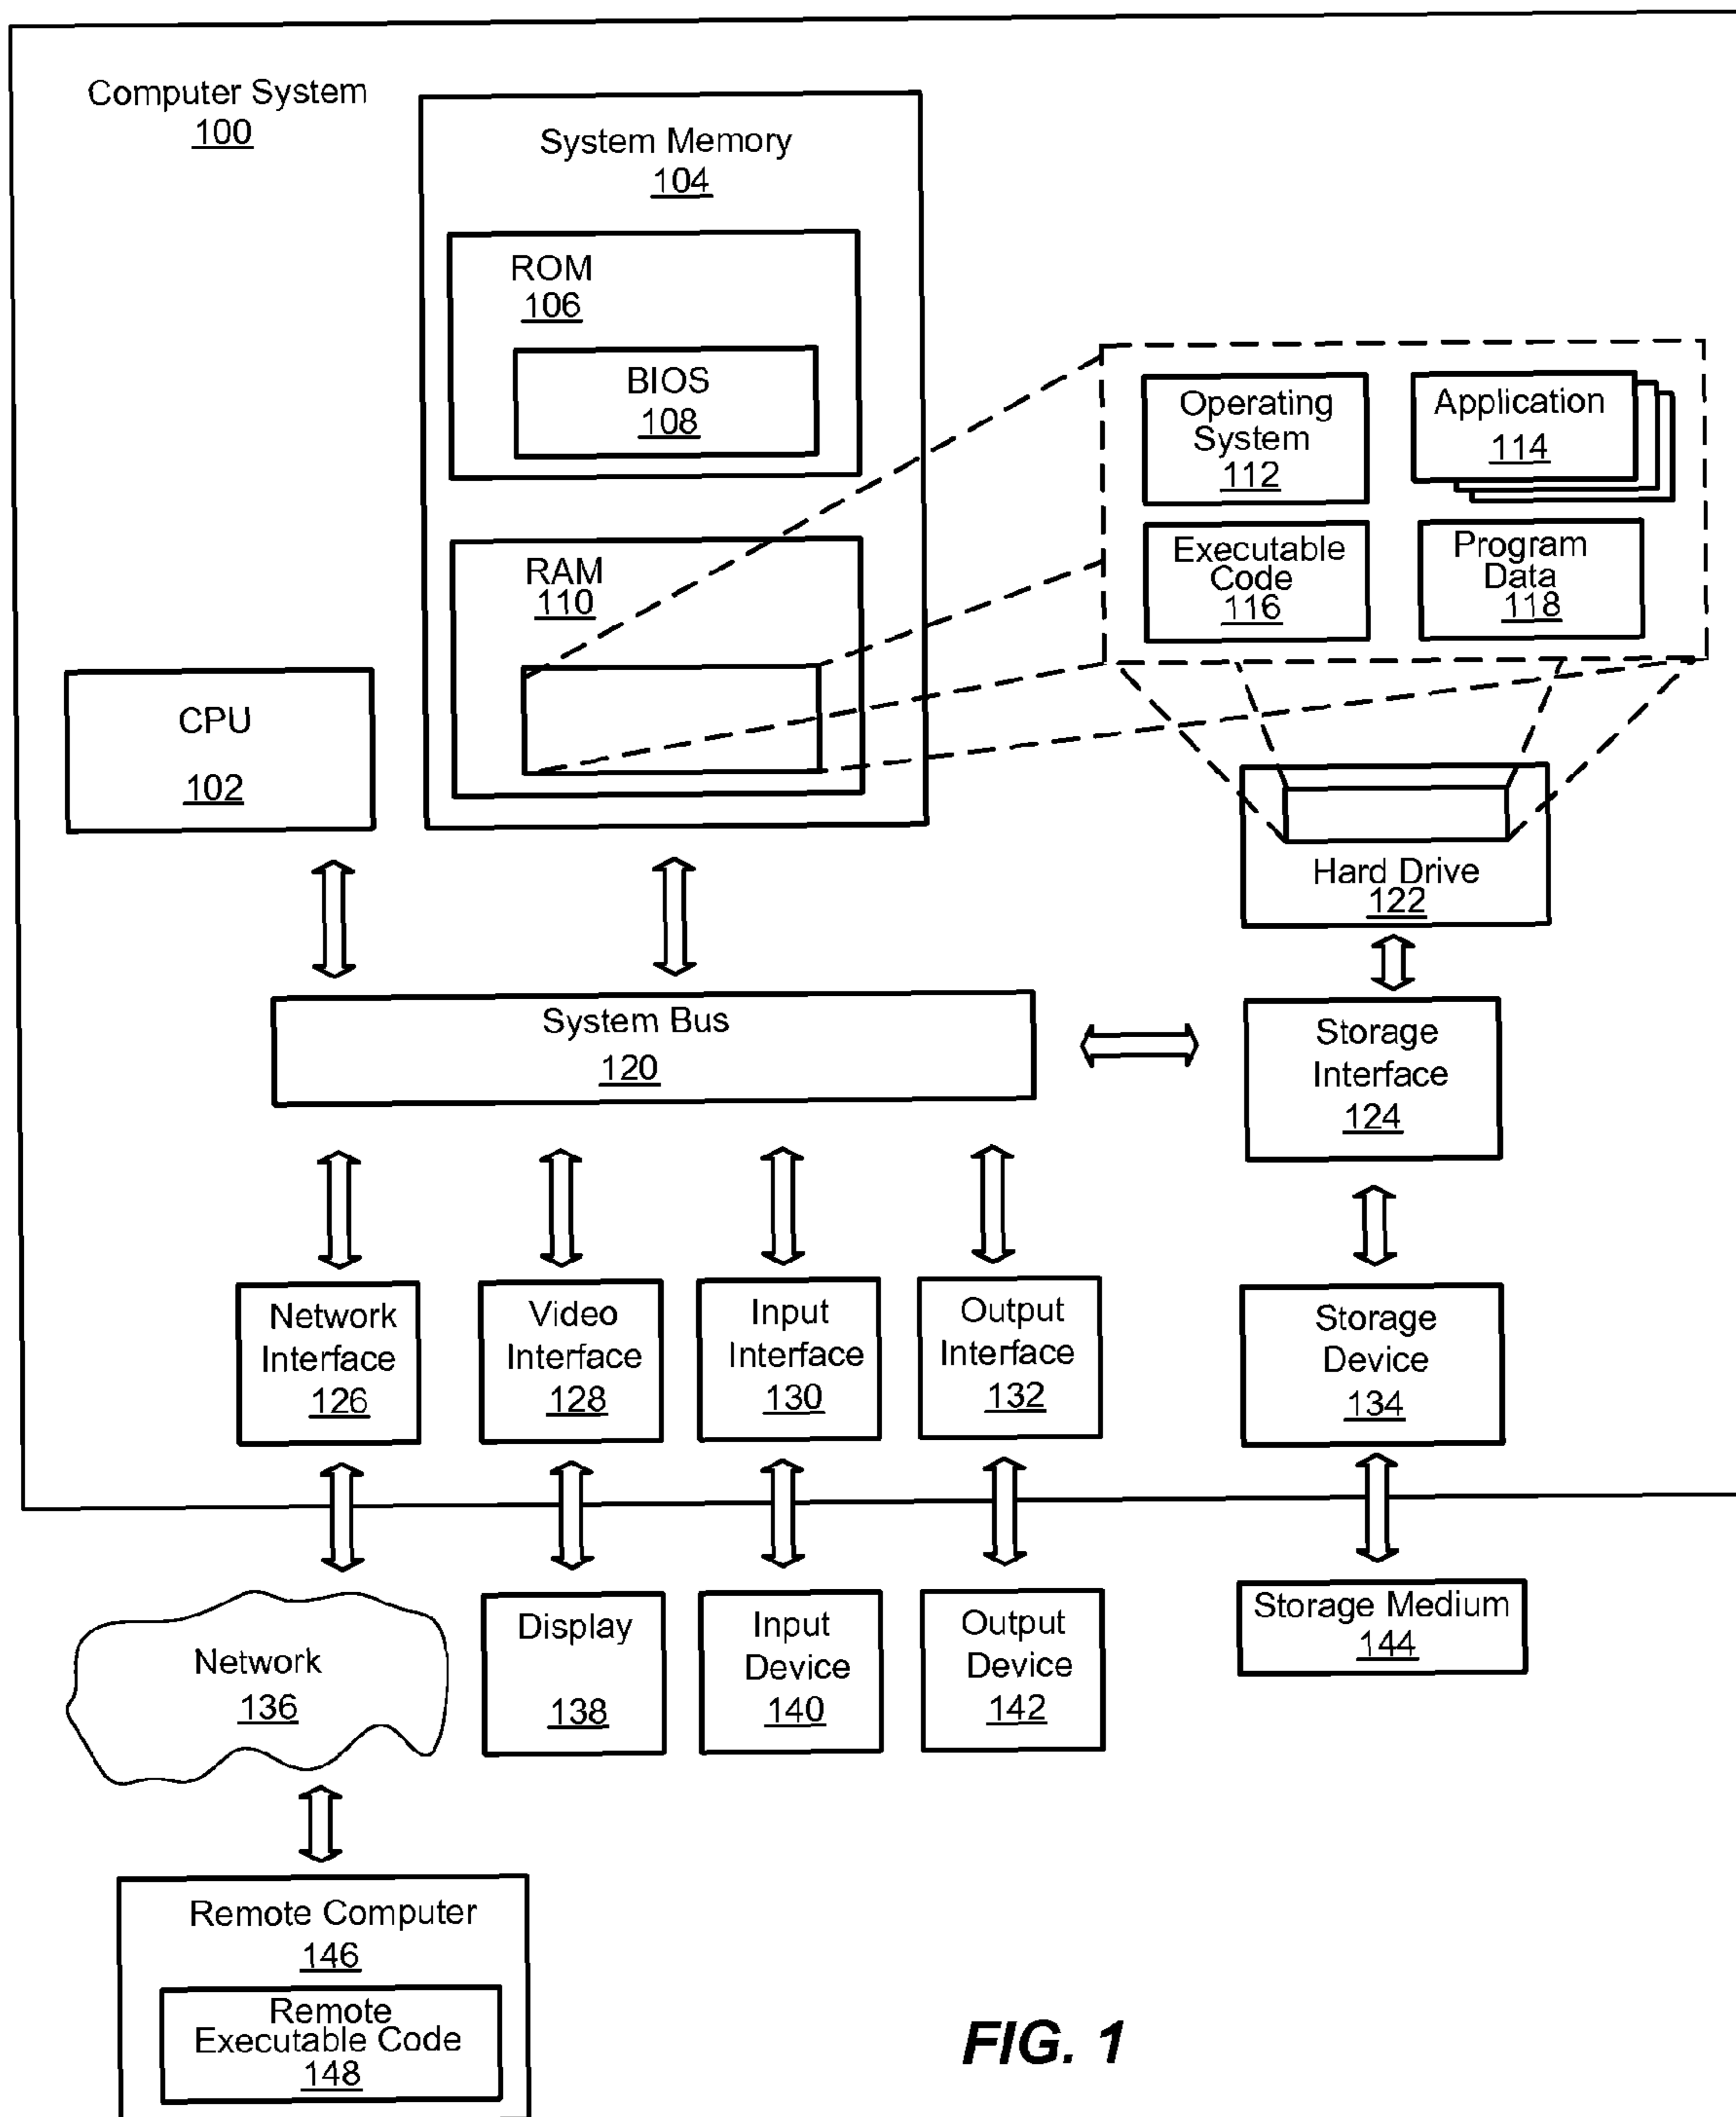 Computer System
100
System Memory
104
ROM
106
BIOS
108
RAM
110
Operating
System
112
Application
114
Executable
Code
116
Program
Data
118
CPU
102
Hard Drive
122
System Bus
120
Storage
Interface
124
Network
Interface
126
Video
Interface
128
Input
Interface
130
Output
Interface
132
Storage
Device
134
Network
136
Display
138
Input
Device
140
Output
Device
142
Storage Medium
144
Remote Computer
146
Remote
Executable Code
148
FIG. 1